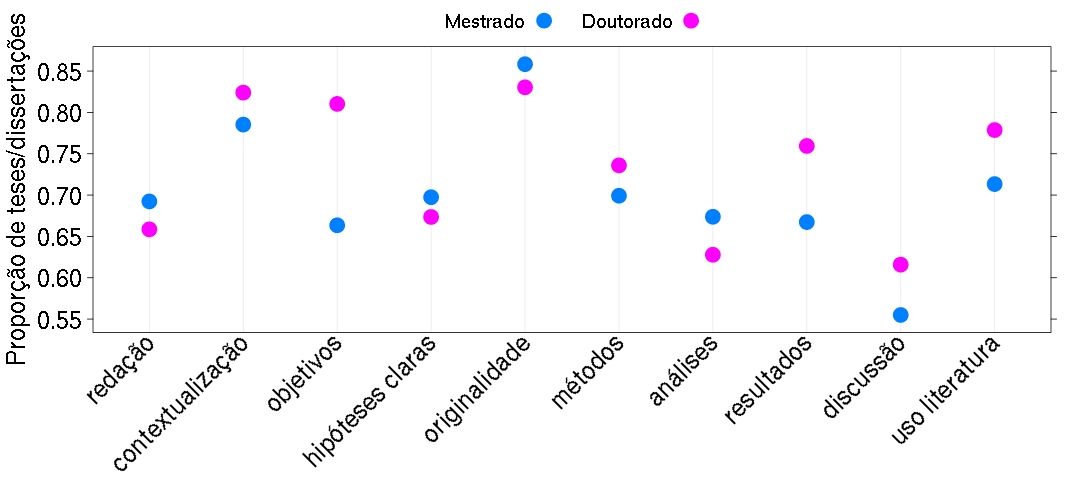 Mestrado Doutorado
Proporção de teses/dissertações
0.85
0.80
0.75
0.70
0.65
0.60
0.55
redação
contextualização
objetivos
hipóteses claras
originalidade
métodos
análises
resultados
discussão
uso literatura